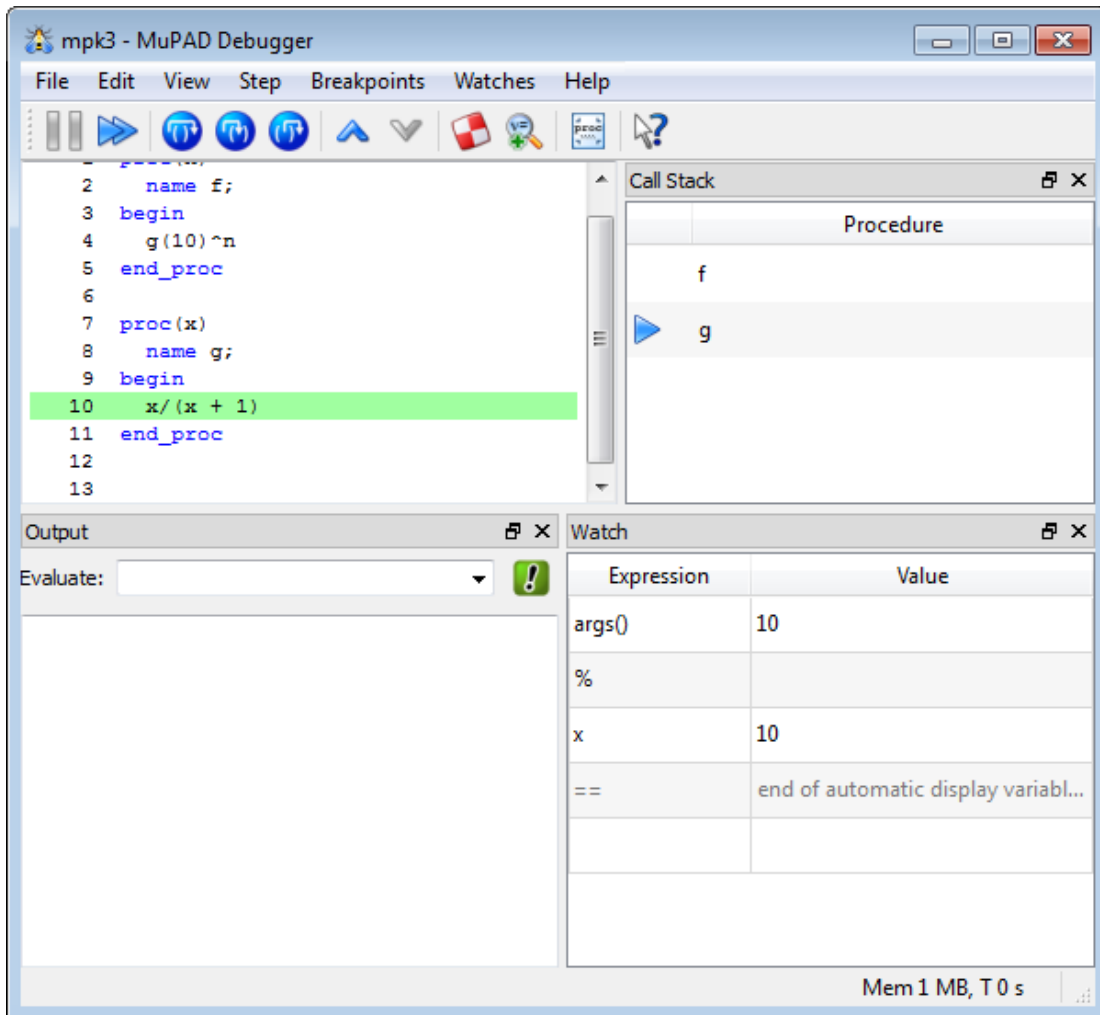 mpk3 - MuPAD Debugger
File Edit View Step Breakpoints Watches Help
proc
2 name f;
3 begin
4 g(10)^n
5 end_proc
6
7 proc(x)
8 name g;
9 begin
10 x/(x + 1)
11 end_proc
12
13
Call Stack
Procedure
f
g
Output
Evaluate:
Watch
Expression Value
args() 10
%
x 10
== end of automatic display variabl...
Mem 1 MB, T 0 s